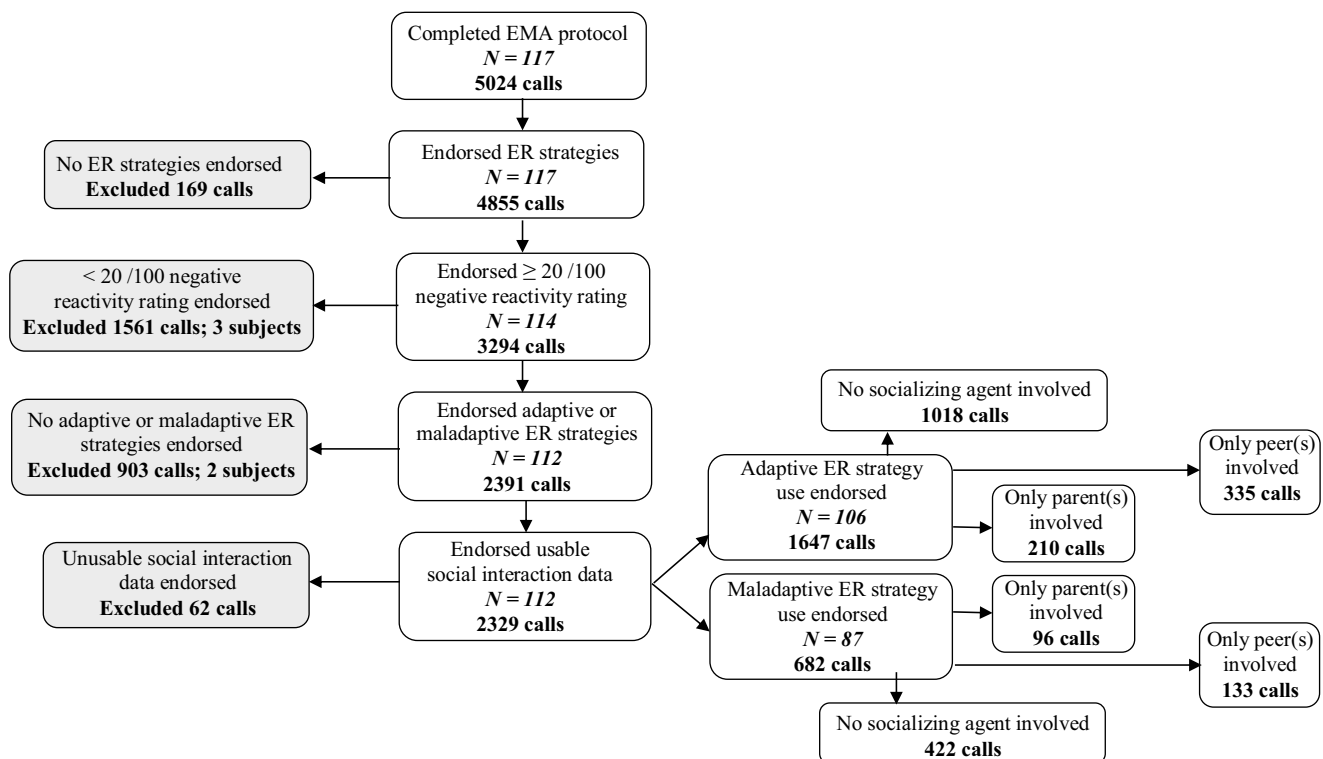 Completed EMA protocol
N = 117
5024 calls
No ER strategies endorsed
Excluded 169 calls
Endorsed ER strategies
N = 117
4855 calls
< 20 /100 negative
reactivity rating endorsed
Excluded 1561 calls; 3 subjects
Endorsed ≥ 20 /100
negative reactivity rating
N = 114
3294 calls
No adaptive or maladaptive ER
strategies endorsed
Excluded 903 calls; 2 subjects
Endorsed adaptive or
maladaptive ER strategies
N = 112
2391 calls
Unusable social interaction
data endorsed
Excluded 62 calls
Endorsed usable
social interaction data
N = 112
2329 calls
No socializing agent involved
1018 calls
Adaptive ER strategy
use endorsed
N = 106
1647 calls
Only peer(s)
involved
335 calls
Only parent(s)
involved
210 calls
Maladaptive ER strategy
use endorsed
N = 87
682 calls
Only parent(s)
involved
96 calls
Only peer(s)
involved
133 calls
No socializing agent involved
422 calls